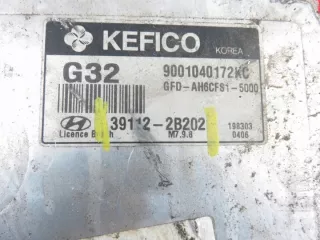 KEFICO
KOREA
G32
9001040172KC
GFD-AH6CFS1-5000
39112-2B202
198303
Licence Bosch
M7.9.8
0406